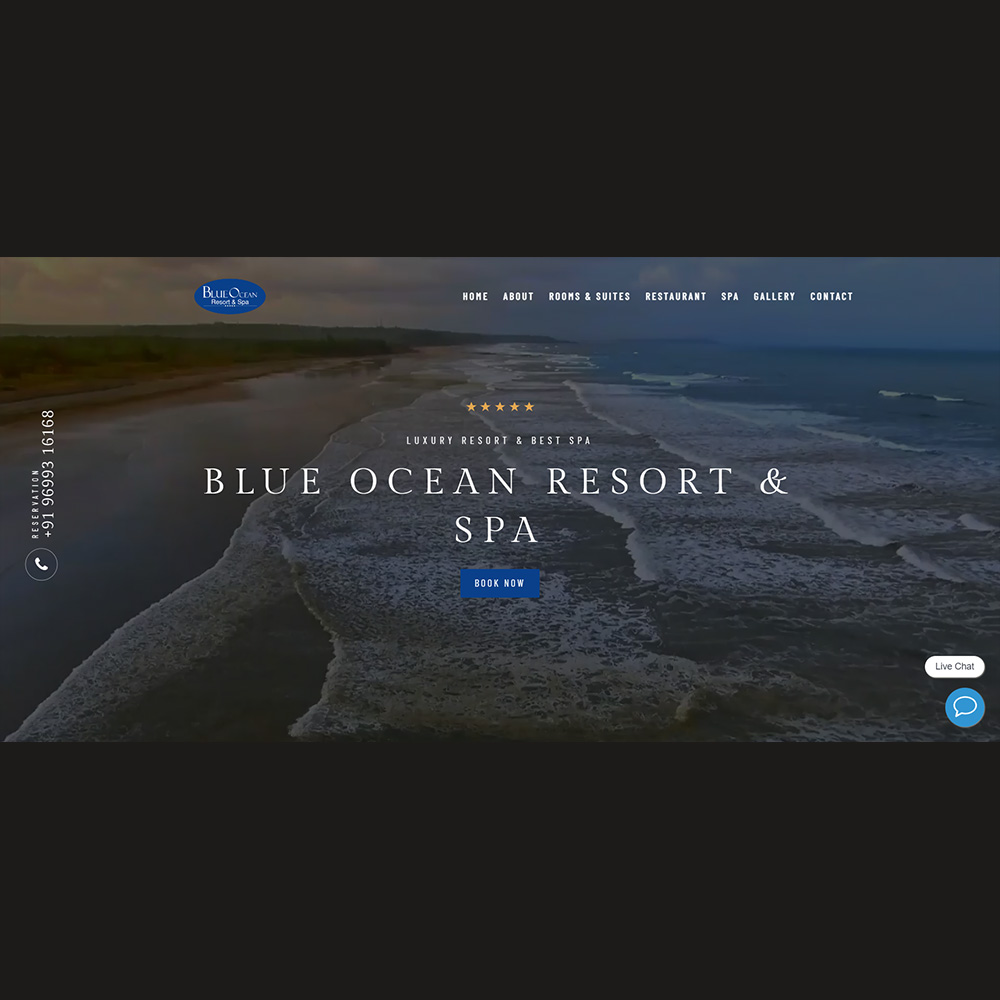 BLUE OCEAN
Resort & Spa
HOME ABOUT ROOMS & SUITES RESTAURANT SPA GALLERY CONTACT
LUXURY RESORT & BEST SPA
BLUE OCEAN RESORT &
SPA
BOOK NOW
RESERVATION
+91 96993 16168
Live Chat